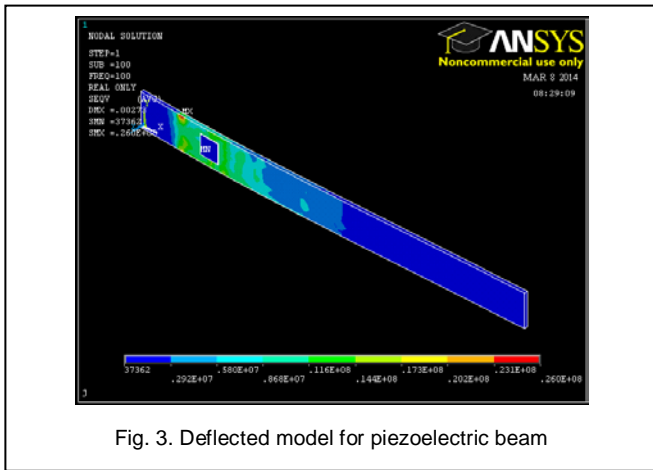 1
NODAL SOLUTION
STEP=1
SUB =100
FREQ=100
REAL ONLY
SEQV (AVG)
DMX =.0027
SMN =37362
SMX =.260E+08
ANSYS
Noncommercial use only
MAR 8 2014
08:29:09
MX
X
MN
37362 .292E+07 .580E+07 .868E+07 .116E+08 .144E+08 .173E+08 .202E+08 .231E+08 .260E+08
Fig. 3. Deflected model for piezoelectric beam